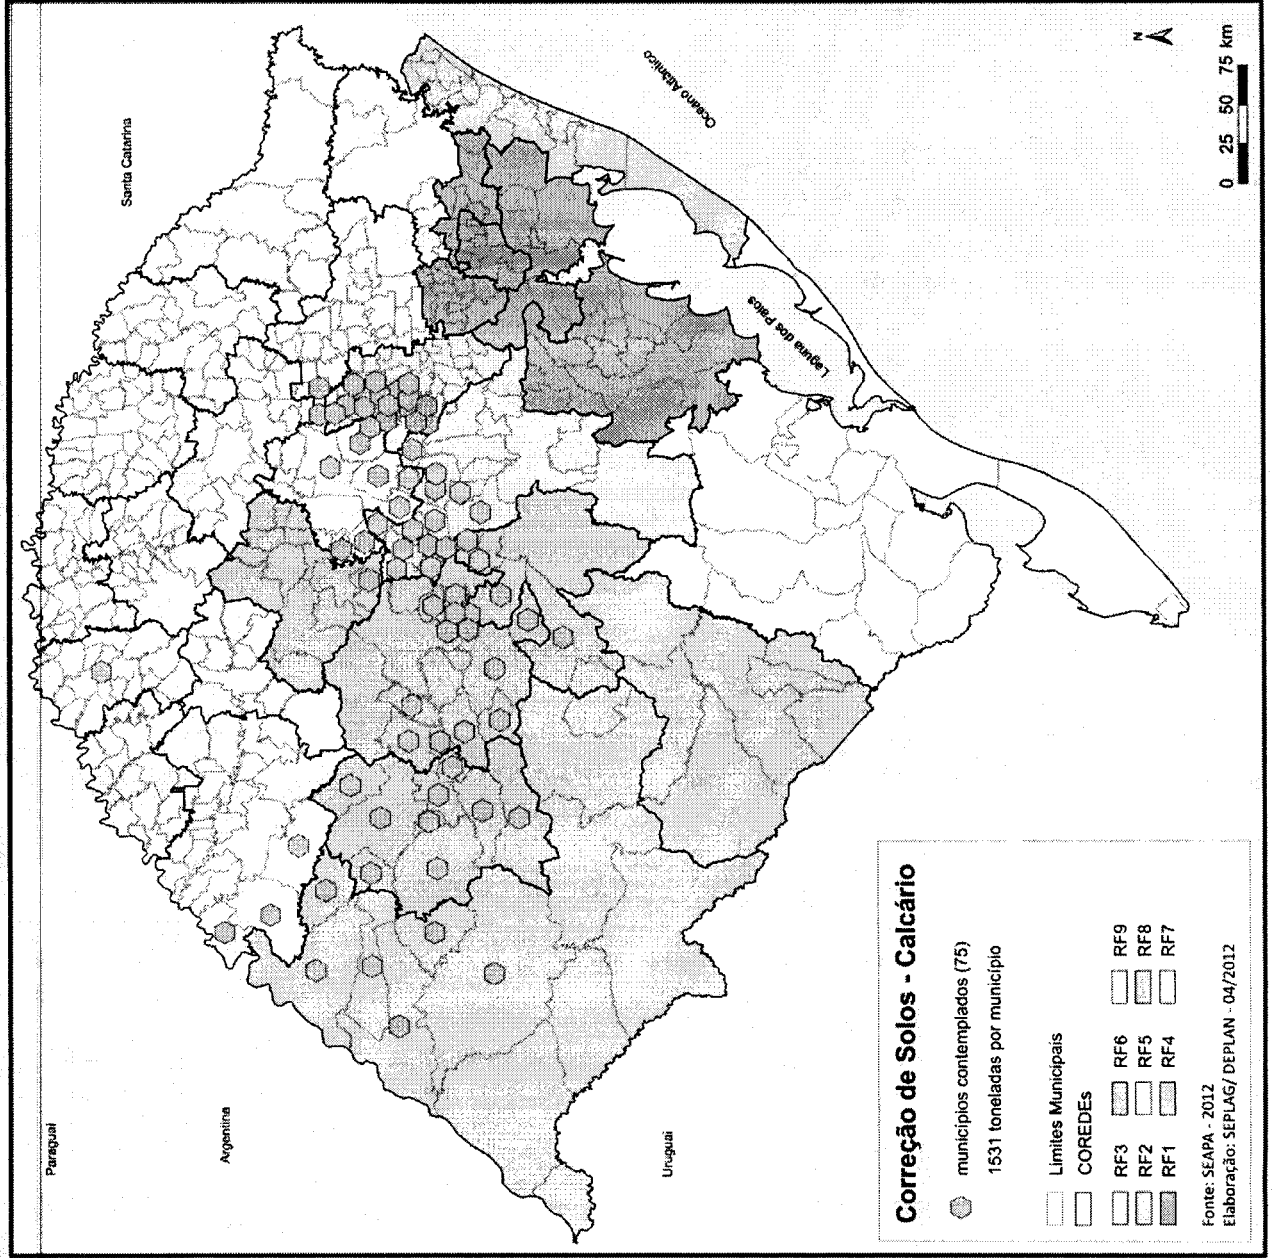 Paraguai
Argentina
Uruguai
Santa Catarina
Oceano Atlântico
Laguna dos Patos
N
0 25 50 75 km
Correção de Solos - Calcário
municípios contemplados (75)
1531 toneladas por município
Limites Municipais
COREDEs
RF3 RF6 RF9
RF2 RF5 RF8
RF1 RF4 RF7
Fonte: SEAPA - 2012
Elaboração: SEPLAG/ DEPLAN - 04/2012